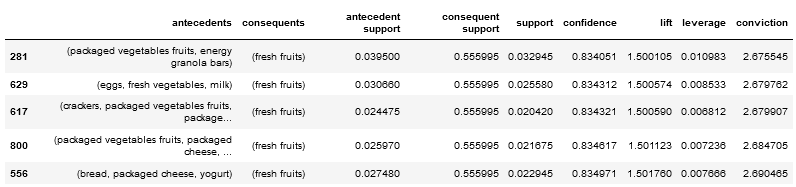 antecedents consequents antecedent support consequent support support confidence lift leverage conviction
281 (packaged vegetables fruits, energy granola bars) (fresh fruits) 0.039500 0.555995 0.032945 0.834051 1.500105 0.010983 2.675545
629 (eggs, fresh vegetables, milk) (fresh fruits) 0.030660 0.555995 0.025580 0.834312 1.500574 0.008533 2.679762
617 (crackers, packaged vegetables fruits, package... (fresh fruits) 0.024475 0.555995 0.020420 0.834321 1.500590 0.006812 2.679907
800 (packaged vegetables fruits, packaged cheese, ... (fresh fruits) 0.025970 0.555995 0.021675 0.834617 1.501123 0.007236 2.684705
556 (bread, packaged cheese, yogurt) (fresh fruits) 0.027480 0.555995 0.022945 0.834971 1.501760 0.007666 2.690465